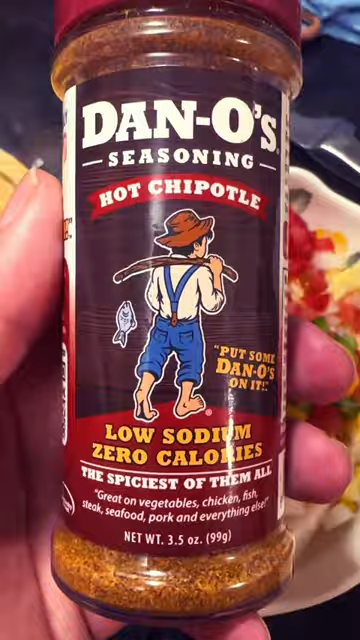 DAN-O's
SEASONING
HOT CHIPOTLE
"PUT SOME
DAN-O's
ON IT!"
®
LOW SODIUM
ZERO CALORIES
THE SPICIEST OF THEM ALL
"Great on vegetables, chicken, fish,
steak, seafood, pork and everything else!"
NET WT. 3.5 oz. (99g)